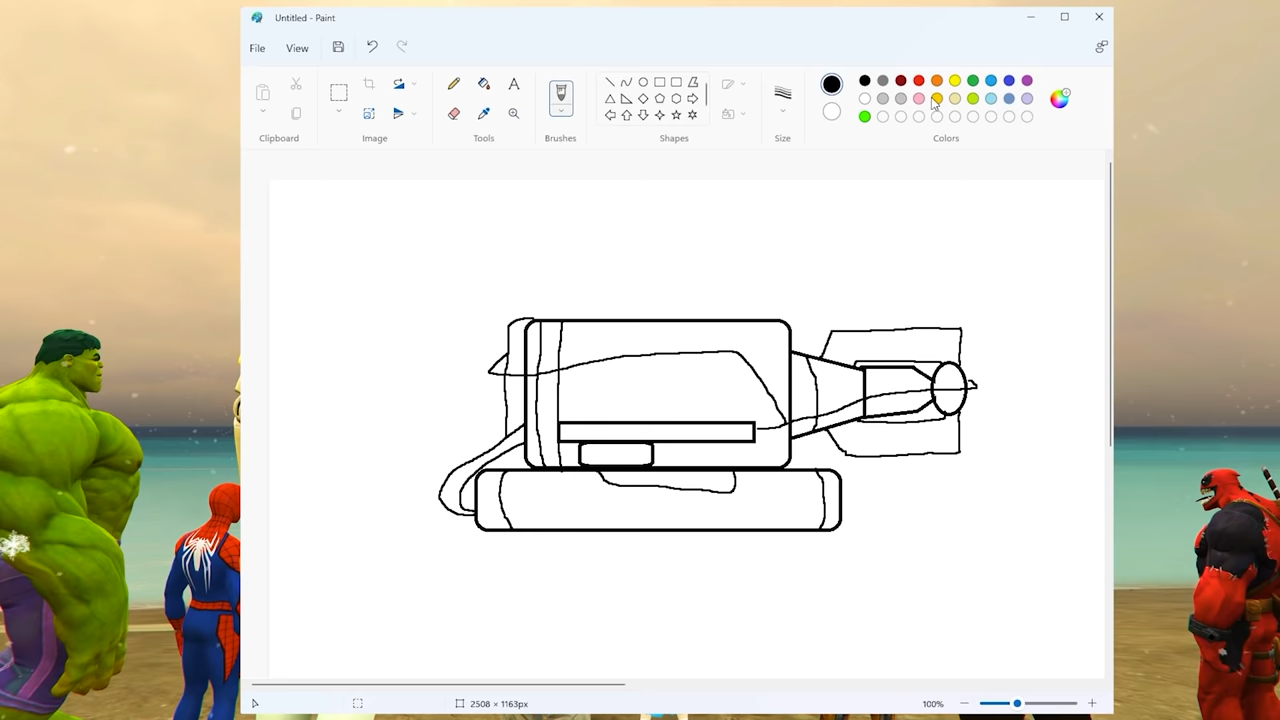 Untitled - Paint
File View
Clipboard Image Tools Brushes Shapes Size Colors
2508 × 1163px 100%